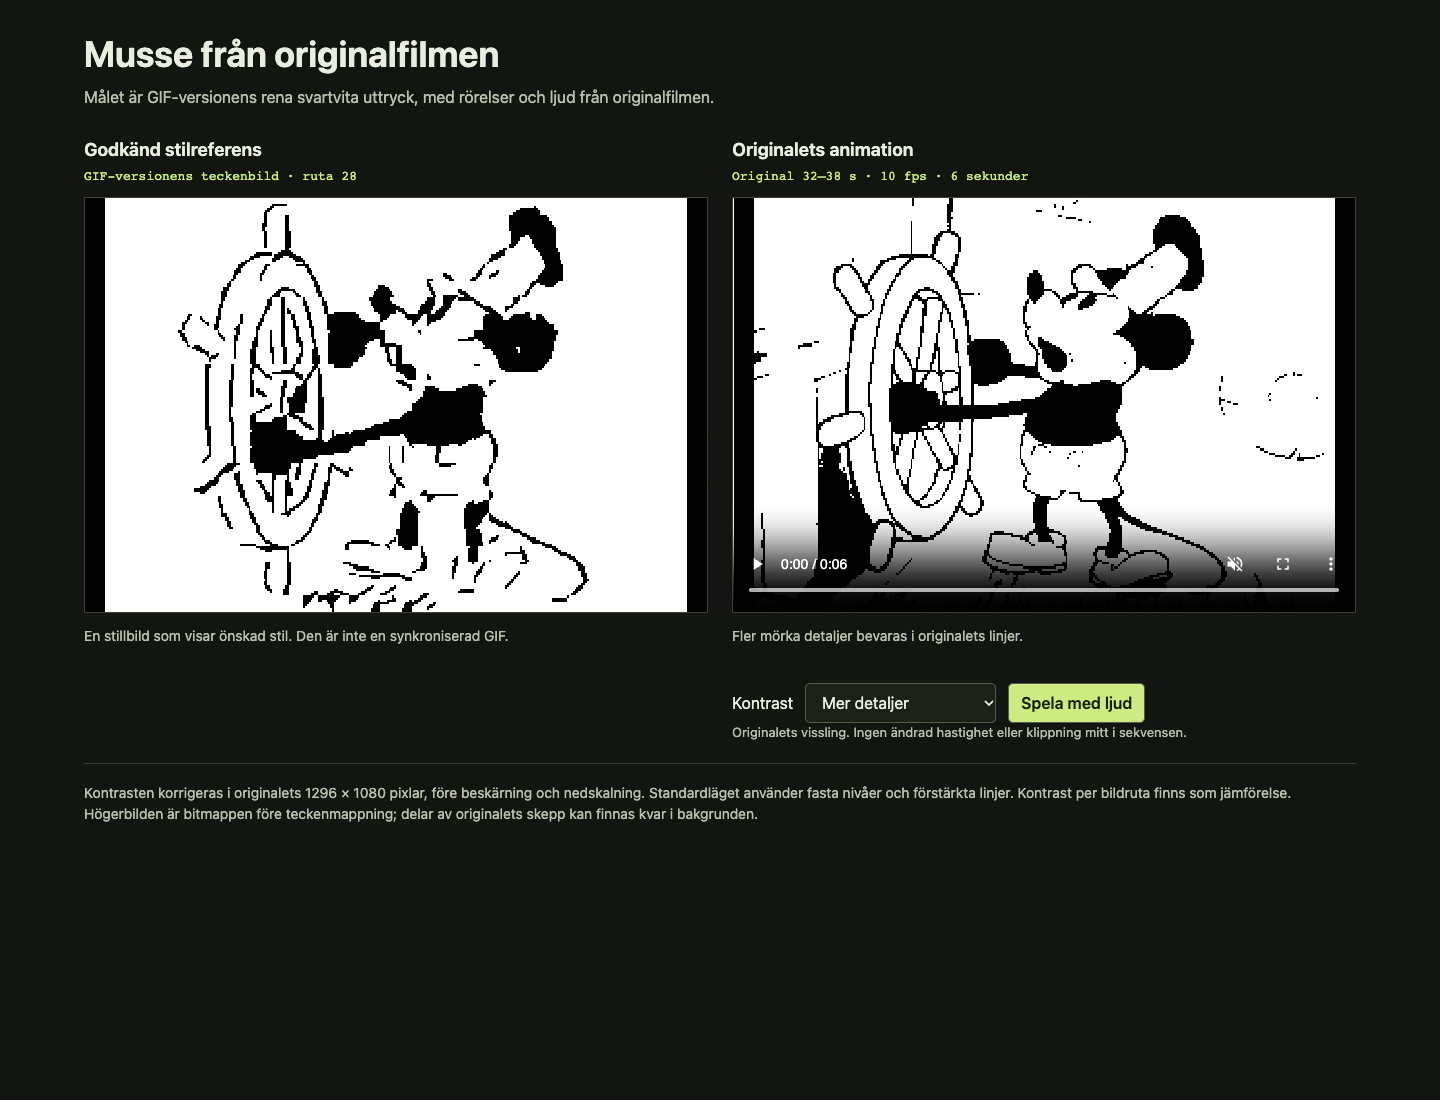 Musse från originalfilmen
Målet är GIF-versionens rena svartvita uttryck, med rörelser och ljud från originalfilmen.
Godkänd stilreferens
GIF-versionens teckenbild · ruta 28
En stillbild som visar önskad stil. Den är inte en synkroniserad GIF.
Originalets animation
Original 32–38 s · 10 fps · 6 sekunder
0:00 / 0:06
Fler mörka detaljer bevaras i originalets linjer.
Kontrast Mer detaljer Spela med ljud
Originalets vissling. Ingen ändrad hastighet eller klippning mitt i sekvensen.
Kontrasten korrigeras i originalets 1296 × 1080 pixlar, före beskärning och nedskalning. Standardläget använder fasta nivåer och förstärkta linjer. Kontrast per bildruta finns som jämförelse.
Högerbilden är bitmappen före teckenmappning; delar av originalets skepp kan finnas kvar i bakgrunden.